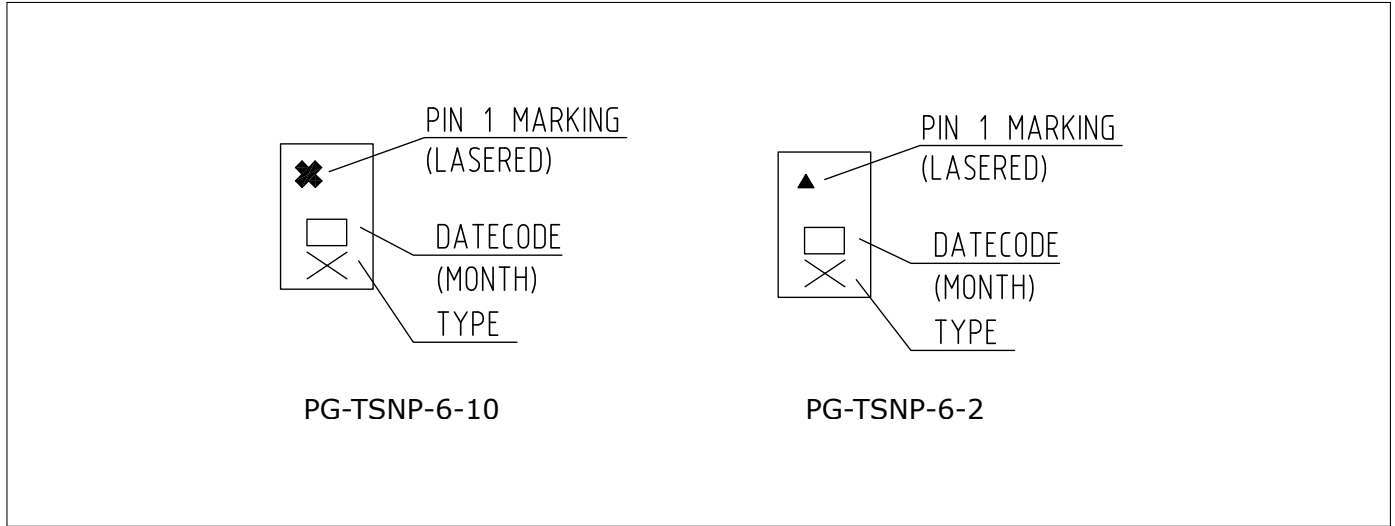 PIN 1 MARKING
(LASERED)
DATECODE
(MONTH)
TYPE
PG-TSNP-6-10
PIN 1 MARKING
(LASERED)
DATECODE
(MONTH)
TYPE
PG-TSNP-6-2